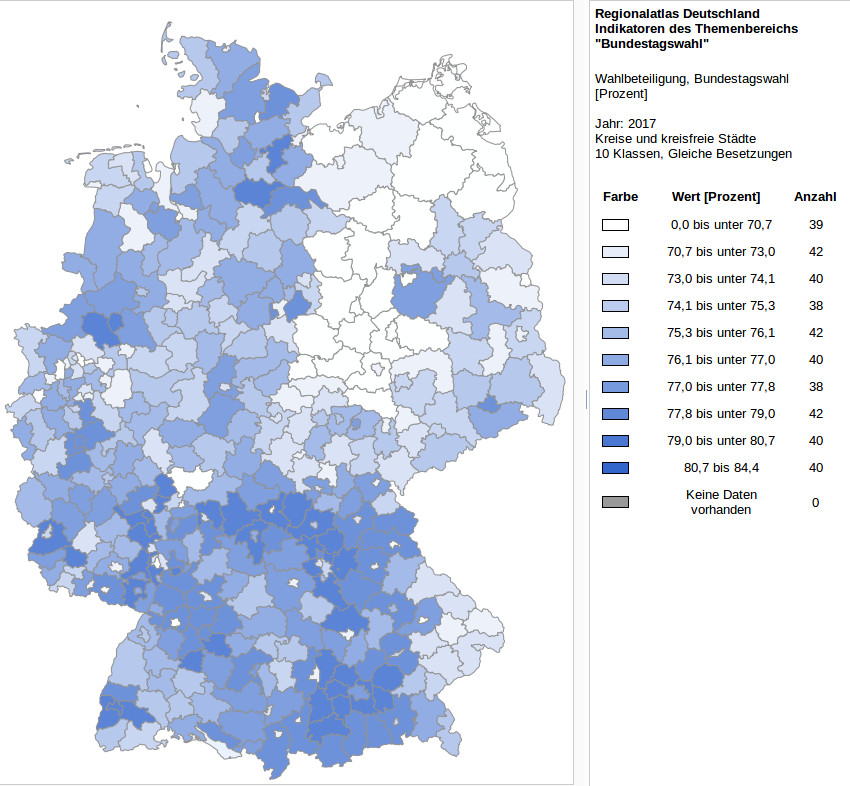 Regionalatlas Deutschland
Indikatoren des Themenbereichs
"Bundestagswahl"
Wahlbeteiligung, Bundestagswahl
[Prozent]
Jahr: 2017
Kreise und kreisfreie Städte
10 Klassen, Gleiche Besetzungen
Farbe Wert [Prozent] Anzahl
0,0 bis unter 70,7 39
70,7 bis unter 73,0 42
73,0 bis unter 74,1 40
74,1 bis unter 75,3 38
75,3 bis unter 76,1 42
76,1 bis unter 77,0 40
77,0 bis unter 77,8 38
77,8 bis unter 79,0 42
79,0 bis unter 80,7 40
80,7 bis 84,4 40
Keine Daten
vorhanden 0